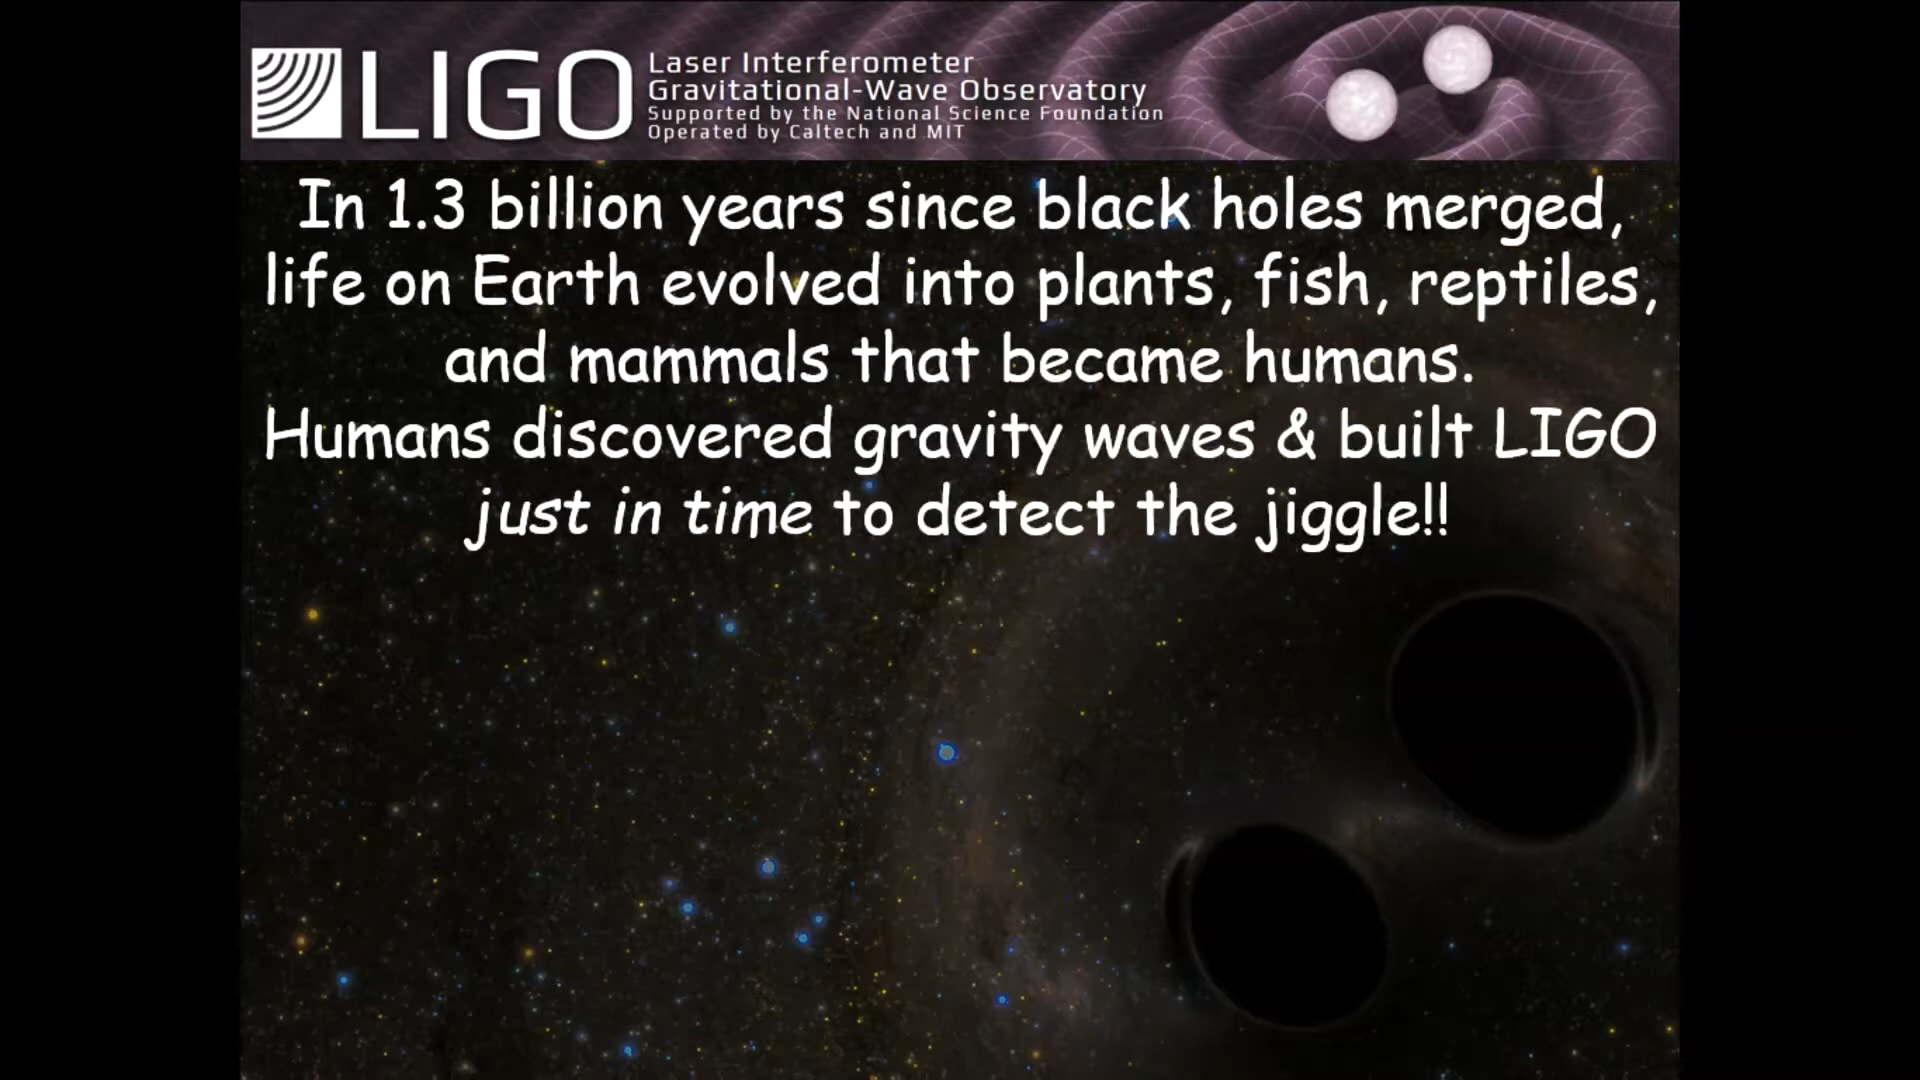 LIGO
Laser Interferometer
Gravitational-Wave Observatory
Supported by the National Science Foundation
Operated by Caltech and MIT
In 1.3 billion years since black holes merged,
life on Earth evolved into plants, fish, reptiles,
and mammals that became humans.
Humans discovered gravity waves & built LIGO
just in time to detect the jiggle!!